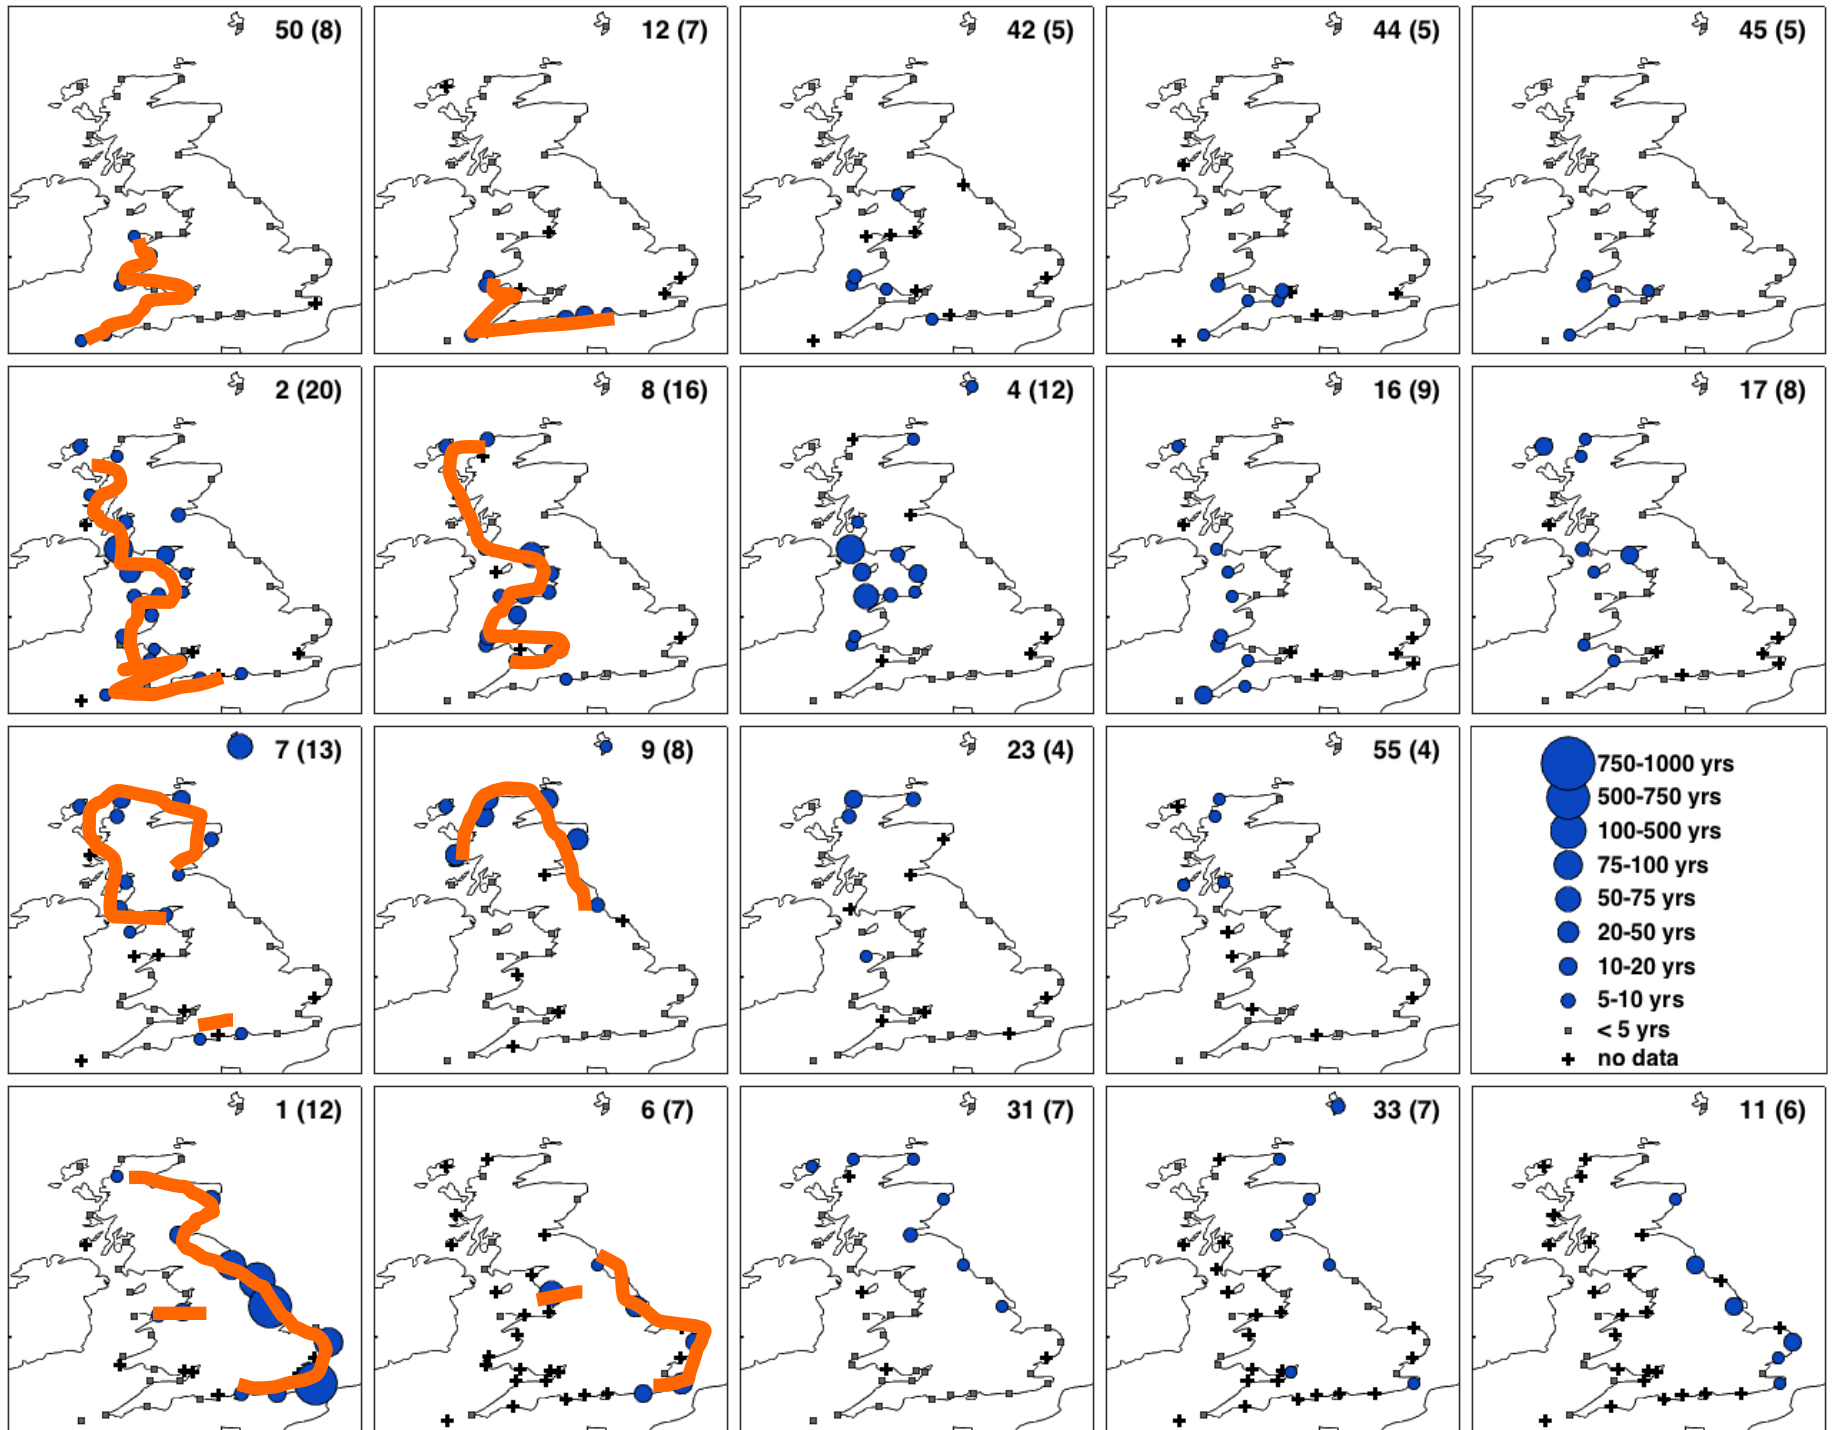 50 (8)
12 (7)
42 (5)
44 (5)
45 (5)
2 (20)
8 (16)
4 (12)
16 (9)
17 (8)
7 (13)
9 (8)
23 (4)
55 (4)
750-1000 yrs
500-750 yrs
100-500 yrs
75-100 yrs
50-75 yrs
20-50 yrs
10-20 yrs
5-10 yrs
< 5 yrs
no data
1 (12)
6 (7)
31 (7)
33 (7)
11 (6)